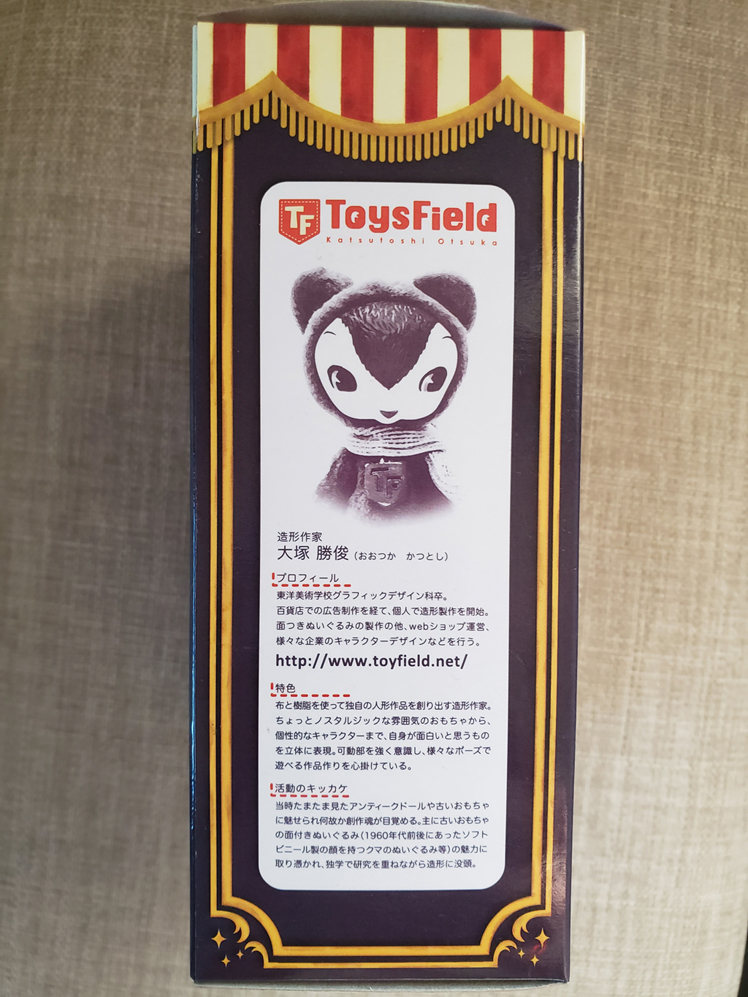 TF ToysField
Katsutoshi Otsuka
TF
造形作家
大塚 勝俊（おおつか かつとし）
プロフィール
東洋美術学校グラフィックデザイン科卒。
百貨店での広告制作を経て、個人で造形製作を開始。
面つきぬいぐるみの製作の他、webショップ運営、
様々な企業のキャラクターデザインなどを行う。
http://www.toyfield.net/
特色
布と樹脂を使って独自の人形作品を創り出す造形作家。
ちょっとノスタルジックな雰囲気のおもちゃから、
個性的なキャラクターまで、自身が面白いと思うもの
を立体に表現。可動部を強く意識し、様々なポーズで
遊べる作品作りを心掛けている。
活動のキッカケ
当時たまたま見たアンティークドールや古いおもちゃ
に魅せられ何故か創作魂が目覚める。主に古いおもちゃ
の面付きぬいぐるみ（1960年代前後にあったソフト
ビニール製の顔を持つクマのぬいぐるみ等）の魅力に
取り憑かれ、独学で研究を重ねながら造形に没頭。